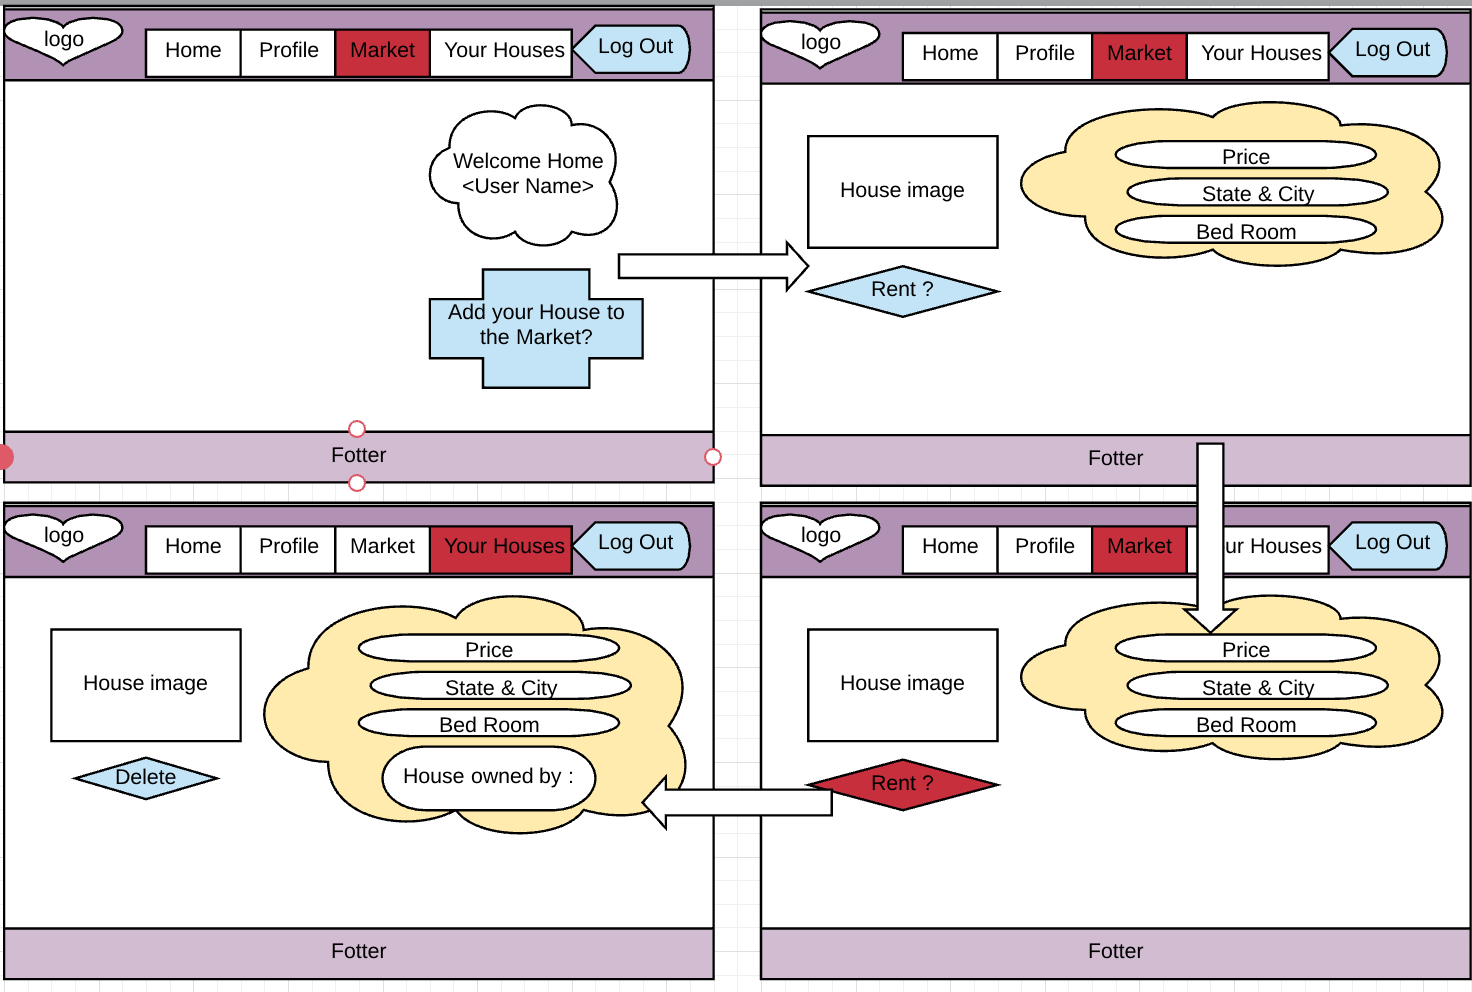 logo
Home Profile Market Your Houses Log Out
Welcome Home
<User Name>
Add your House to
the Market?
Fotter
logo
Home Profile Market Your Houses Log Out
House image
Price
State & City
Bed Room
Rent ?
Fotter
logo
Home Profile Market Your Houses Log Out
House image
Price
State & City
Bed Room
House owned by :
Delete
Fotter
logo
Home Profile Market ur Houses Log Out
House image
Price
State & City
Bed Room
Rent ?
Fotter